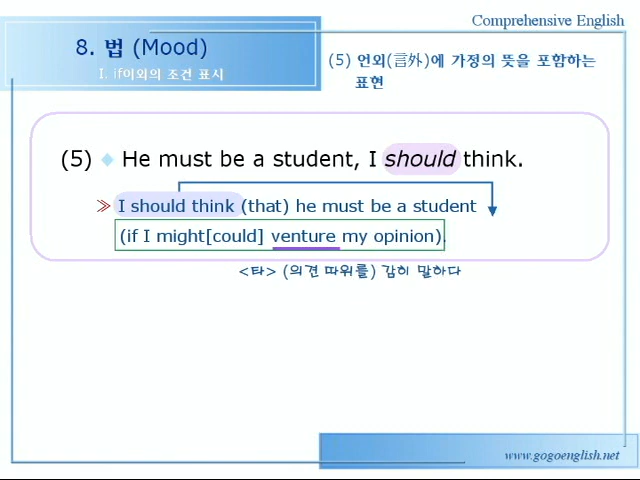 Comprehensive English
8. 법 (Mood)
I. if이외의 조건 표시
(5) 언외(言外)에 가정의 뜻을 포함하는
표현
(5) ◆ He must be a student, I should think.
≫ I should think (that) he must be a student
(if I might[could] venture my opinion).
<타> (의견 따위를) 감히 말하다
www.gogoenglish.net